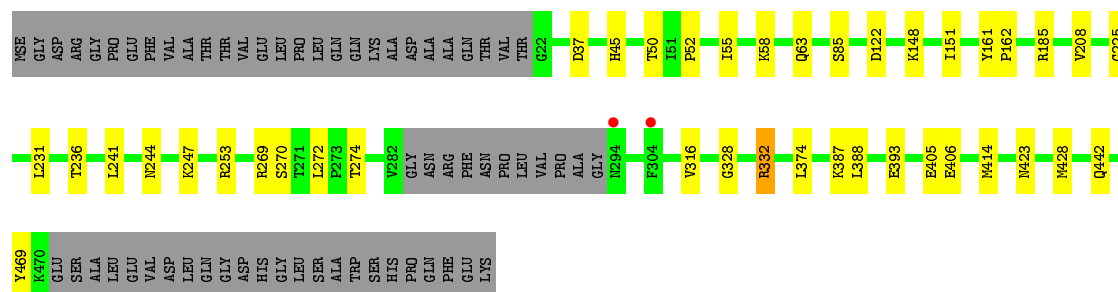 MSE GLY ASP ARG GLY PRO GLU PHE VAL ALA THR THR VAL GLU LEU PRO LEU GLN GLN LYS ALA ASP ALA ALA GLN THR VAL THR G22 D37 H45 T50 I51 P52 I55 K58 Q63 S85 D122 K148 I151 Y161 P162 R185 V208
L231 T236 L241 N244 K247 R253 R269 S270 T271 L272 P273 T274 V282 GLY ASN ARG PHE ASN PRO LEU VAL PRO ALA GLY N294 F304 V316 G328 R332 L374 K387 L388 E393 E405 E406 M414 N423 M428 Q442
Y469 K470 GLU SER ALA LEU GLU VAL ASP LEU GLN GLY ASP HIS GLY LEU SER ALA TRP SER HIS PRO GLN PHE GLU LYS